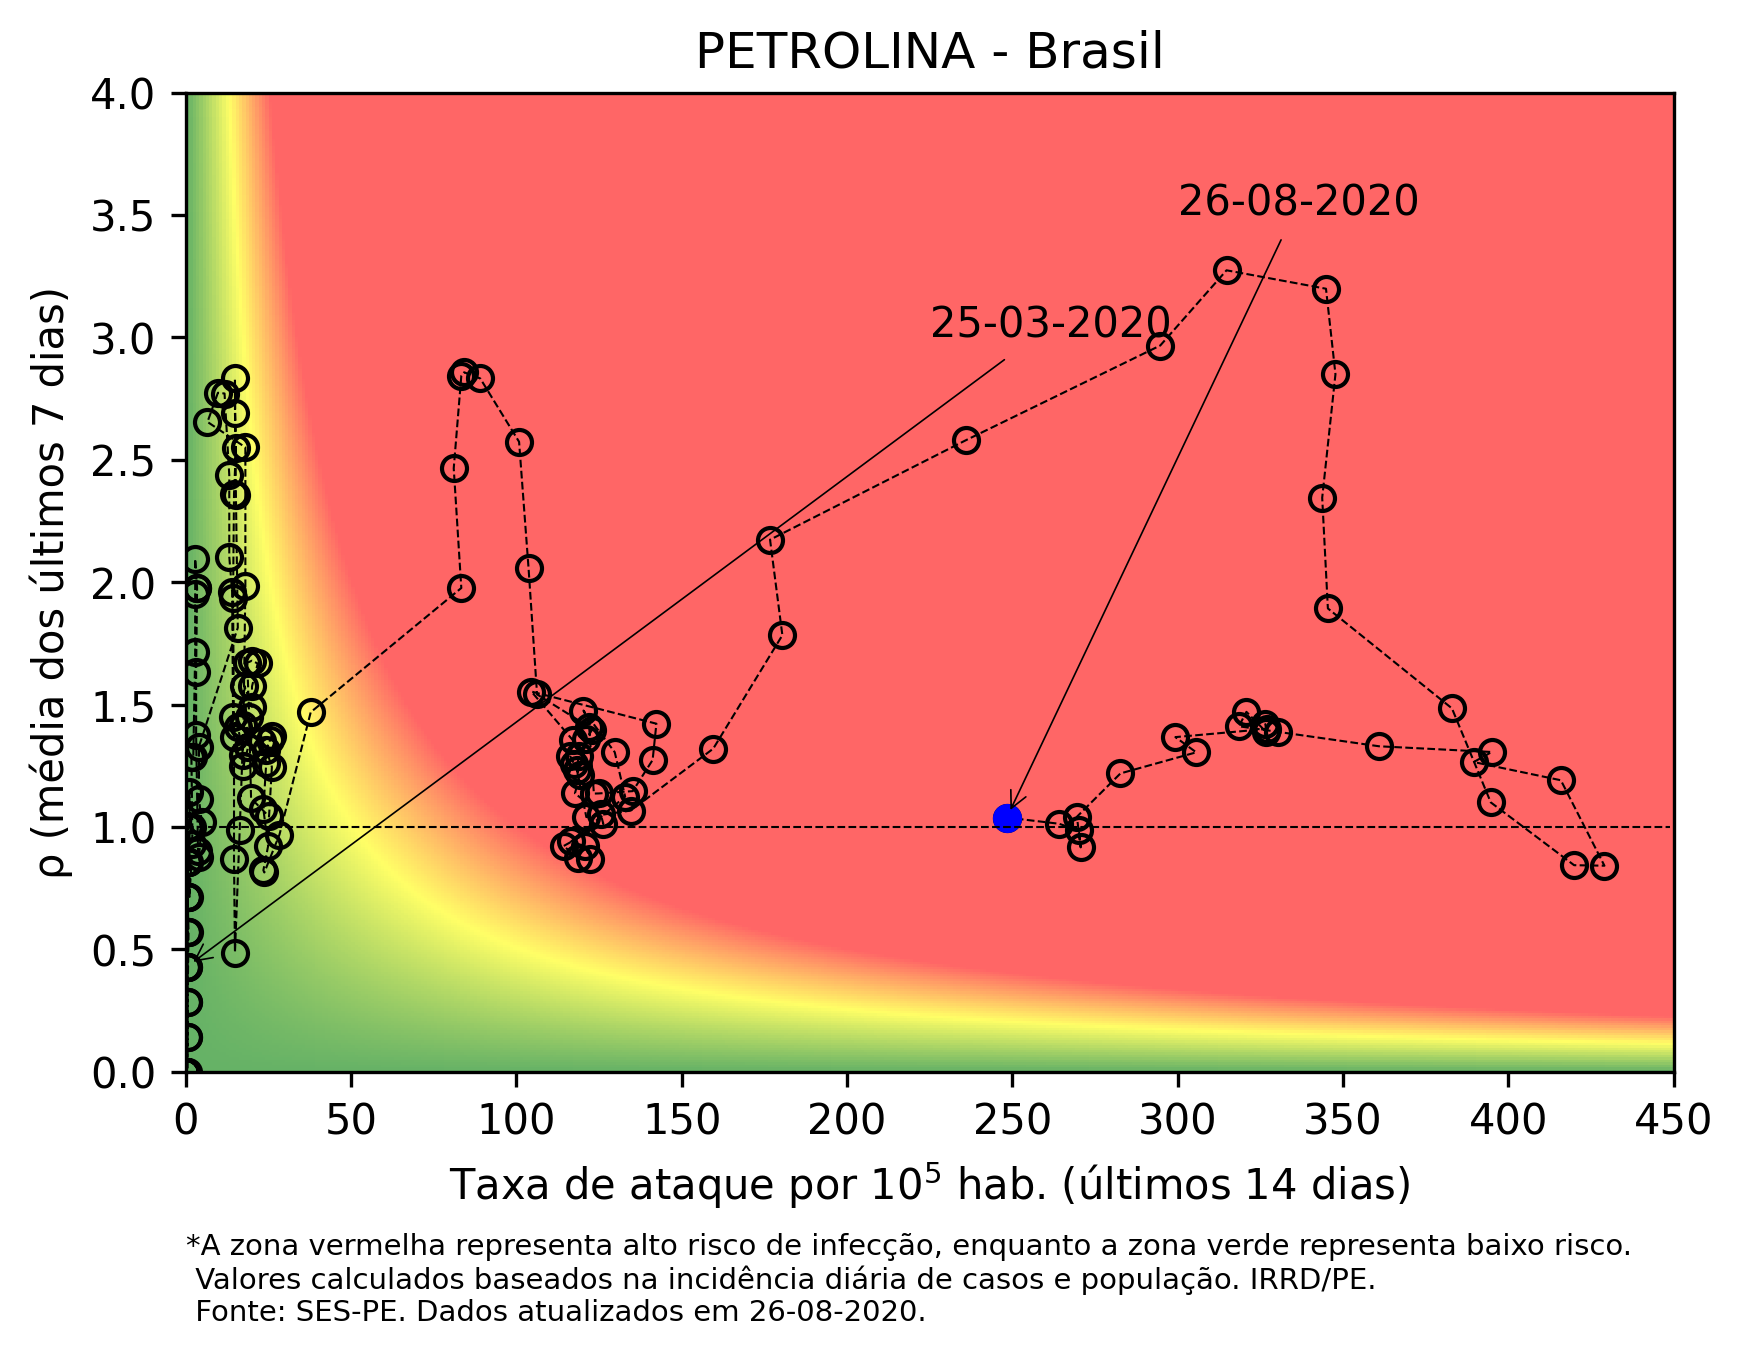 PETROLINA - Brasil
4.0
3.5
3.0
2.5
2.0
1.5
1.0
0.5
0.0
ρ (média dos últimos 7 dias)
26-08-2020
25-03-2020
0 50 100 150 200 250 300 350 400 450
Taxa de ataque por 10⁵ hab. (últimos 14 dias)
*A zona vermelha representa alto risco de infecção, enquanto a zona verde representa baixo risco.
Valores calculados baseados na incidência diária de casos e população. IRRD/PE.
Fonte: SES-PE. Dados atualizados em 26-08-2020.